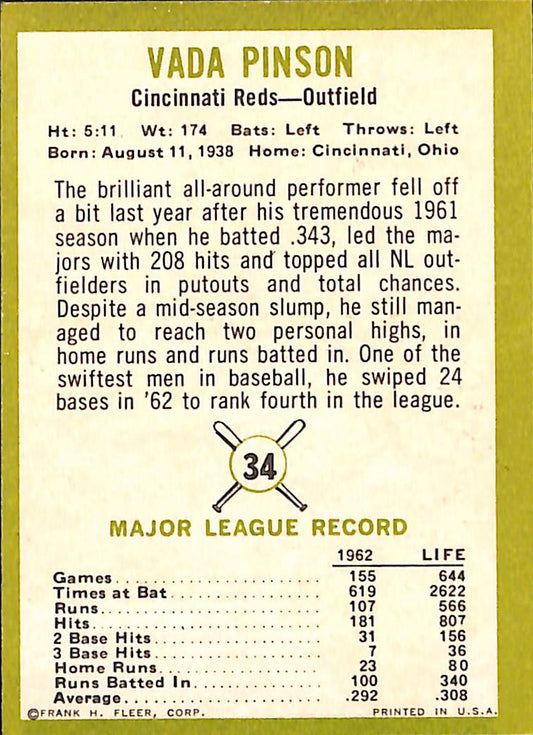 VADA PINSON
Cincinnati Reds—Outfield
Ht: 5:11 Wt: 174 Bats: Left Throws: Left
Born: August 11, 1938 Home: Cincinnati, Ohio
The brilliant all-around performer fell off
a bit last year after his tremendous 1961
season when he batted .343, led the ma-
jors with 208 hits and topped all NL out-
fielders in putouts and total chances.
Despite a mid-season slump, he still man-
aged to reach two personal highs, in
home runs and runs batted in. One of the
swiftest men in baseball, he swiped 24
bases in '62 to rank fourth in the league.
34
MAJOR LEAGUE RECORD
1962 LIFE
Games 155 644
Times at Bat 619 2622
Runs 107 566
Hits 181 807
2 Base Hits 31 156
3 Base Hits 7 36
Home Runs 23 80
Runs Batted In 100 340
Average .292 .308
©FRANK H. FLEER, CORP. PRINTED IN U.S.A.